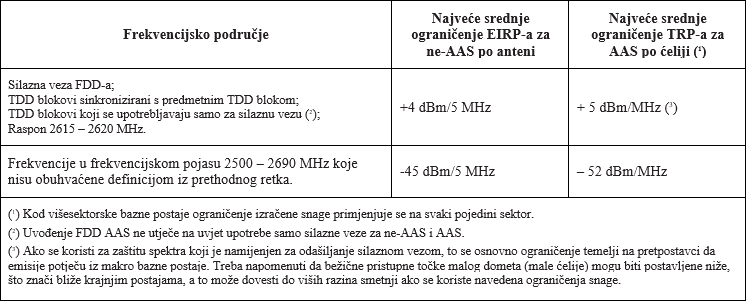 Frekvencijsko područje
Najveće srednje
ograničenje EIRP-a za
ne-AAS po anteni
Najveće srednje
ograničenje TRP-a za
AAS po ćeliji (¹)
Silazna veza FDD-a;
TDD blokovi sinkronizirani s predmetnim TDD blokom;
TDD blokovi koji se upotrebljavaju samo za silaznu vezu (²);
Raspon 2615 – 2620 MHz.
+4 dBm/5 MHz
+ 5 dBm/MHz (³)
Frekvencije u frekvencijskom pojasu 2500 – 2690 MHz koje
nisu obuhvaćene definicijom iz prethodnog retka.
-45 dBm/5 MHz
– 52 dBm/MHz
(¹) Kod višesektorske bazne postaje ograničenje izračene snage primjenjuje se na svaki pojedini sektor.
(²) Uvođenje FDD AAS ne utječe na uvjet upotrebe samo silazne veze za ne-AAS i AAS.
(³) Ako se koristi za zaštitu spektra koji je namijenjen za odašiljanje silaznom vezom, to se osnovno ograničenje temelji na pretpostavci da
emisije potječu iz makro bazne postaje. Treba napomenuti da bežične pristupne točke malog dometa (male ćelije) mogu biti postavljene niže,
što znači bliže krajnjim postajama, a to može dovesti do viših razina smetnji ako se koriste navedena ograničenja snage.